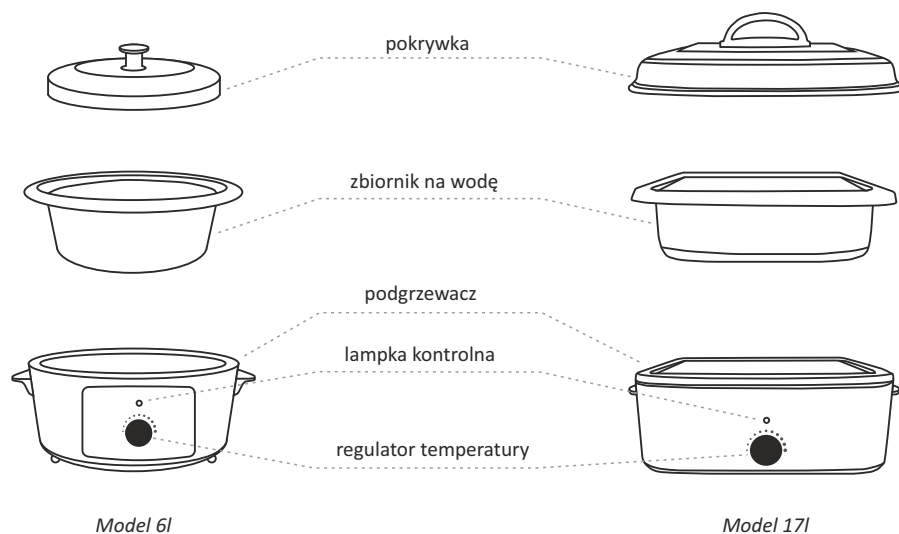 pokrywka
zbiornik na wodę
podgrzewacz
lampka kontrolna
regulator temperatury
Model 6l
Model 17l